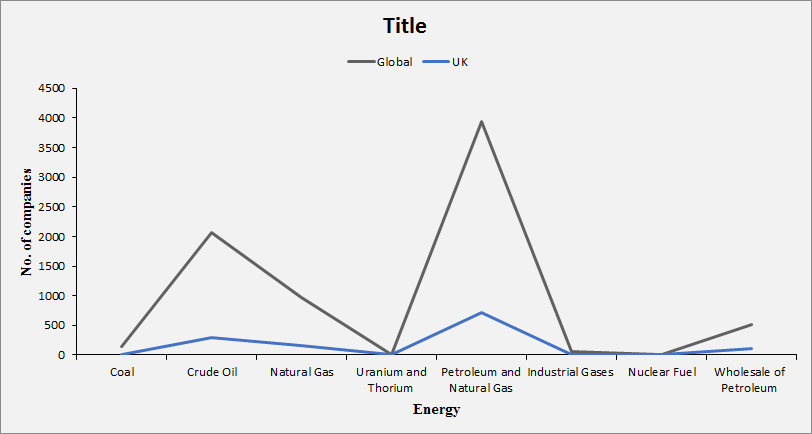 Title
Global UK
4500
4000
3500
3000
2500
2000
1500
1000
500
0
No. of companies
Coal
Crude Oil
Natural Gas
Uranium and
Thorium
Petroleum and
Natural Gas
Industrial Gases
Nuclear Fuel
Wholesale of
Petroleum
Energy